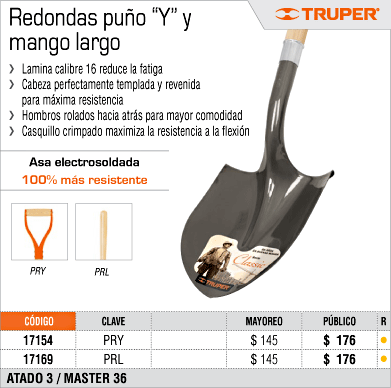 Redondas puño “Y” y
mango largo
TRUPER®
› Lamina calibre 16 reduce la fatiga
› Cabeza perfectamente templada y revenida
para máxima resistencia
› Hombros rolados hacia atrás para mayor comodidad
› Casquillo crimpado maximiza la resistencia a la flexión
Asa electrosoldada
100% más resistente
PRY PRL
Classic
TRUPER
CÓDIGO CLAVE MAYOREO PÚBLICO R
17154 PRY $ 145 $ 176
17169 PRL $ 145 $ 176
ATADO 3 / MASTER 36